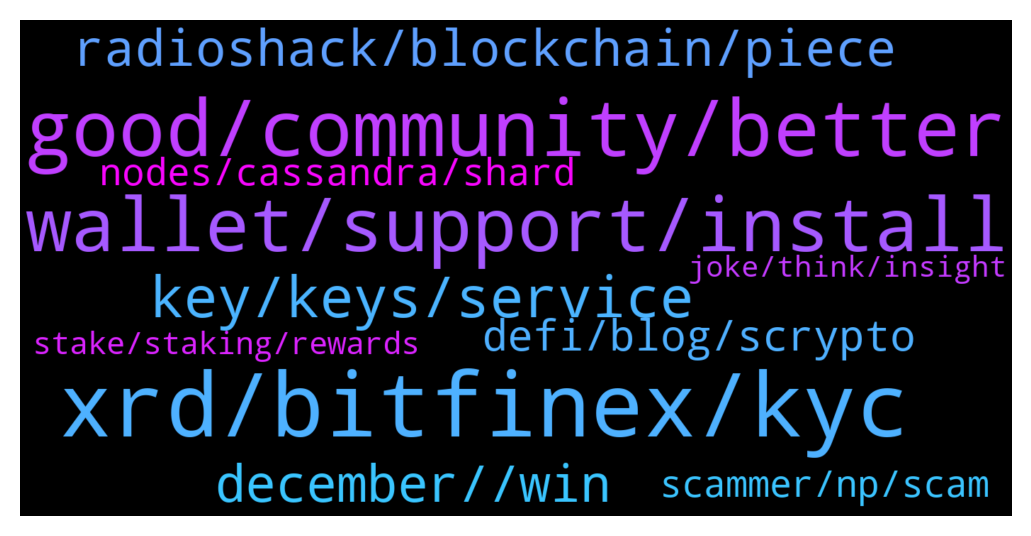 radioshack/blockchain/piece
good/community/better
nodes/cassandra/shard
wallet/support/install
joke/think/insight
key/keys/service
defi/blog/scrypto
stake/staking/rewards
xrd/bitfinex/kyc
december//win
scammer/np/scam